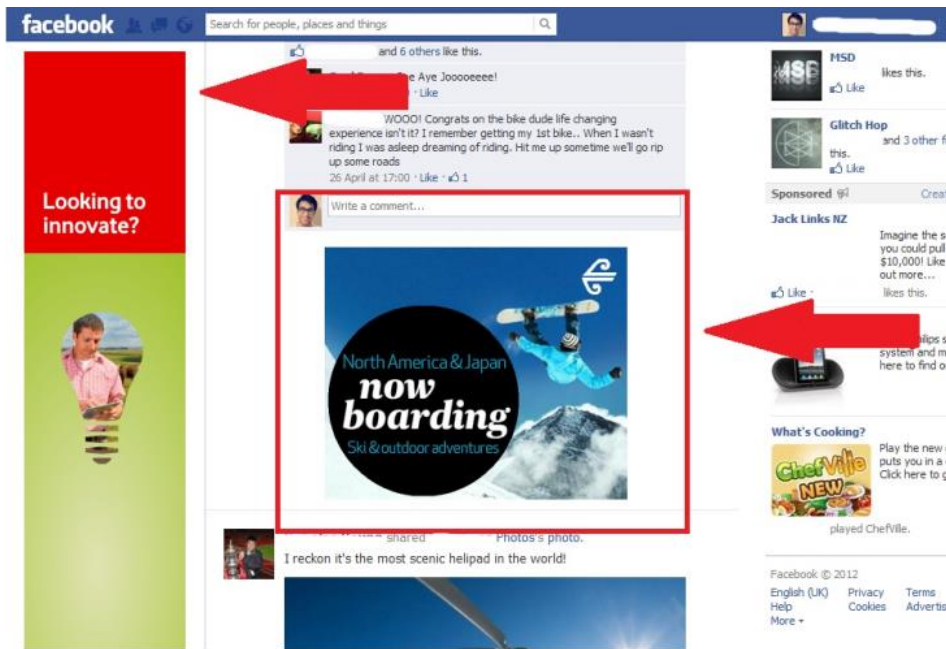 facebook
Search for people, places and things
Looking to
innovate?
and 6 others like this.
Aye Jooooeeee!
· Like
WOOO! Congrats on the bike dude life changing
experience isn't it? I remember getting my 1st bike.. When I wasn't
riding I was asleep dreaming of riding. Hit me up sometime we'll go rip
up some roads
26 April at 17:00 · Like · 1
Write a comment...
North America & Japan
now
boarding
Ski & outdoor adventures
shared Photos's photo.
I reckon it's the most scenic helipad in the world!
MSD
likes this.
Like
Glitch Hop
and 3 other
this.
Like
Sponsored
Jack Links NZ
Imagine the
you could pull
$10,000! Like
out more...
Like · likes this.
system and
here to find
What's Cooking?
Play the new
puts you in a
Click here to
ChefVille
NEW
played ChefVille.
Facebook © 2012
English (UK) Privacy Terms
Help Cookies
More